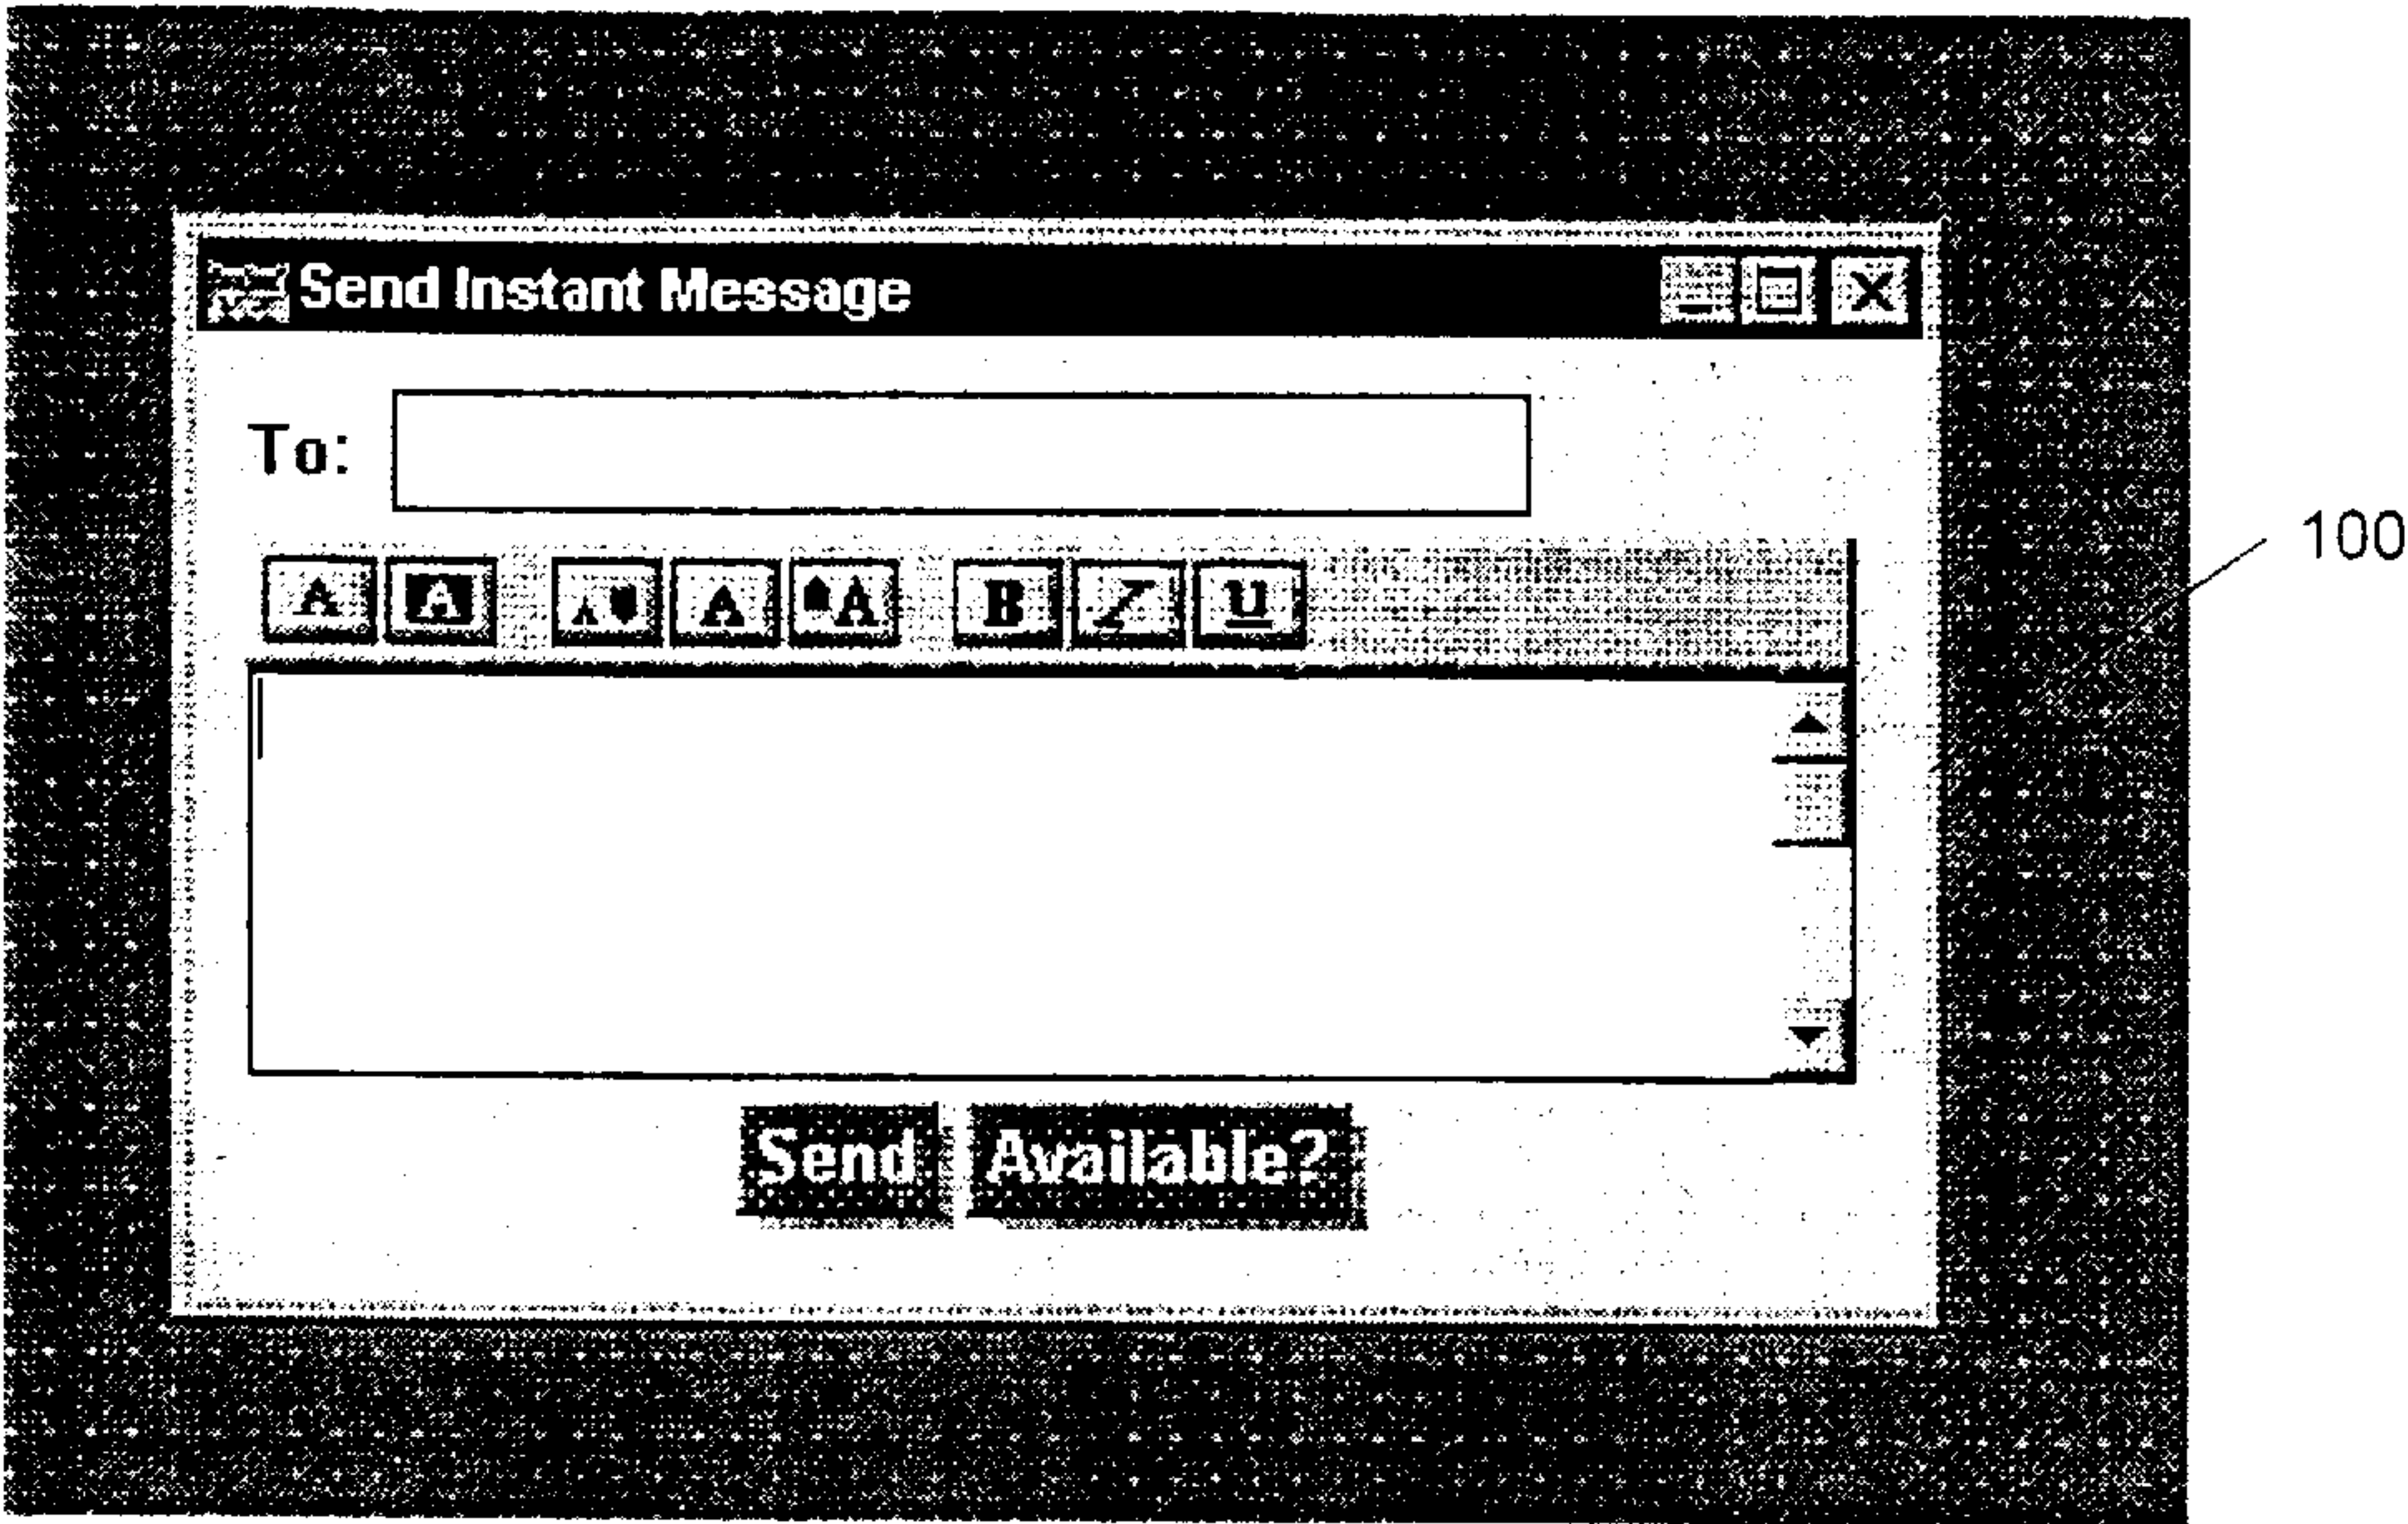 Send Instant Message
To:
100
A A A A A B I U
Send Available?